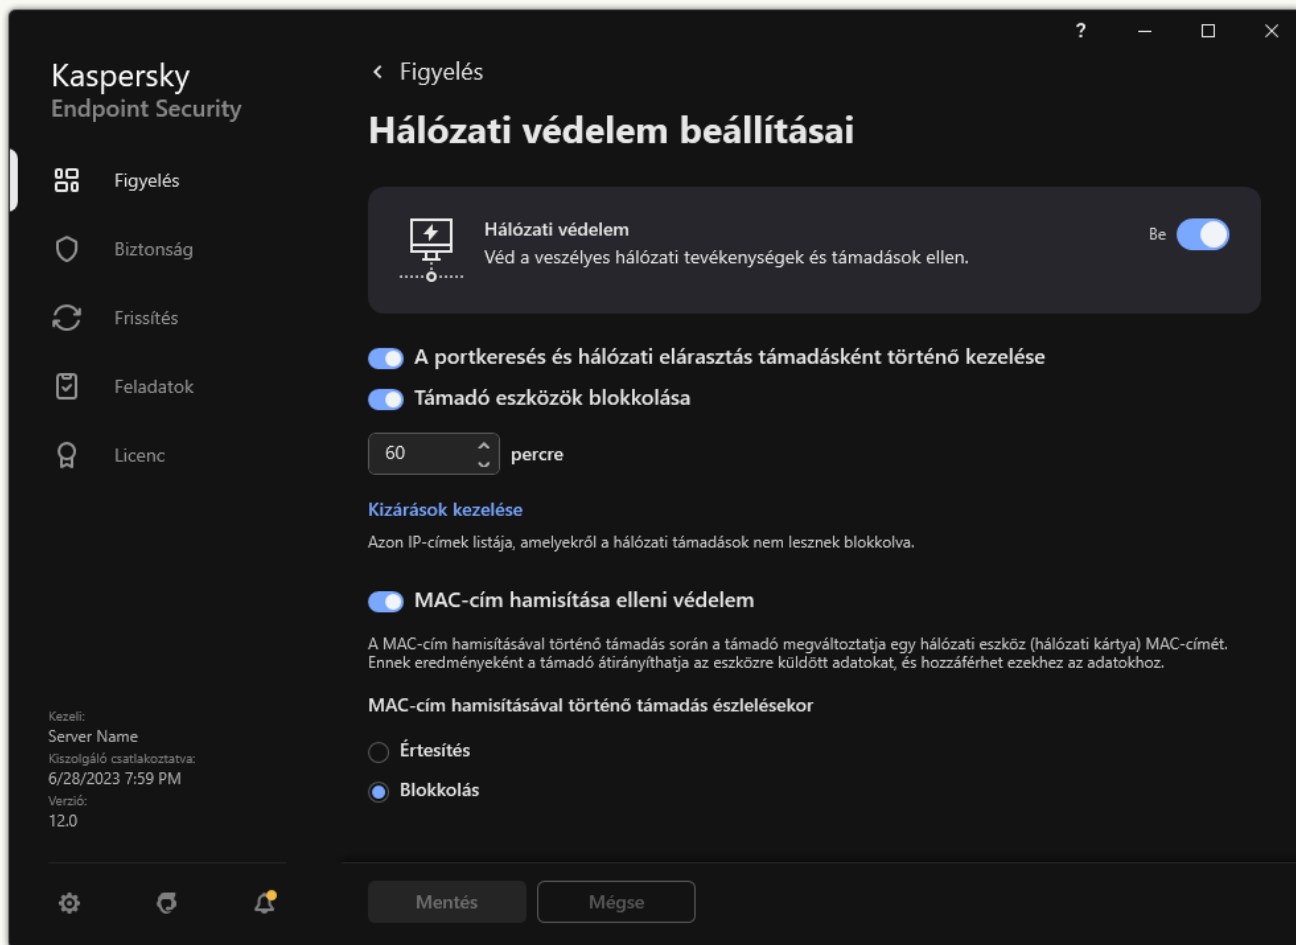 ?
Kaspersky
Endpoint Security
Figyelés
Biztonság
Frissítés
Feladatok
Licenc
Kezeli:
Server Name
Kiszolgáló csatlakoztatva:
6/28/2023 7:59 PM
Verzió:
12.0
Figyelés
Hálózati védelem beállításai
Hálózati védelem
Véd a veszélyes hálózati tevékenységek és támadások ellen.
Be
A portkeresés és hálózati elárasztás támadásként történő kezelése
Támadó eszközök blokkolása
60 percre
Kizárások kezelése
Azon IP-címek listája, amelyekről a hálózati támadások nem lesznek blokkolva.
MAC-cím hamisítása elleni védelem
A MAC-cím hamisításával történő támadás során a támadó megváltoztatja egy hálózati eszköz (hálózati kártya) MAC-címét.
Ennek eredményeként a támadó átirányíthatja az eszközre küldött adatokat, és hozzáférhet ezekhez az adatokhoz.
MAC-cím hamisításával történő támadás észlelésekor
Értesítés
Blokkolás
Mentés
Mégse